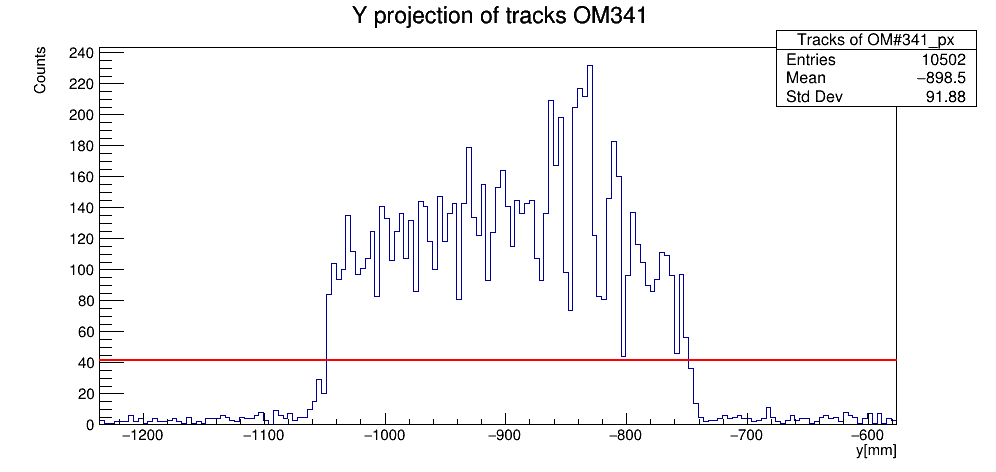 Y projection of tracks OM341
Counts
Tracks of OM#341_px
Entries 10502
Mean −898.5
Std Dev 91.88
240
220
200
180
160
140
120
100
80
60
40
20
0
−1200 −1100 −1000 −900 −800 −700 −600
y[mm]